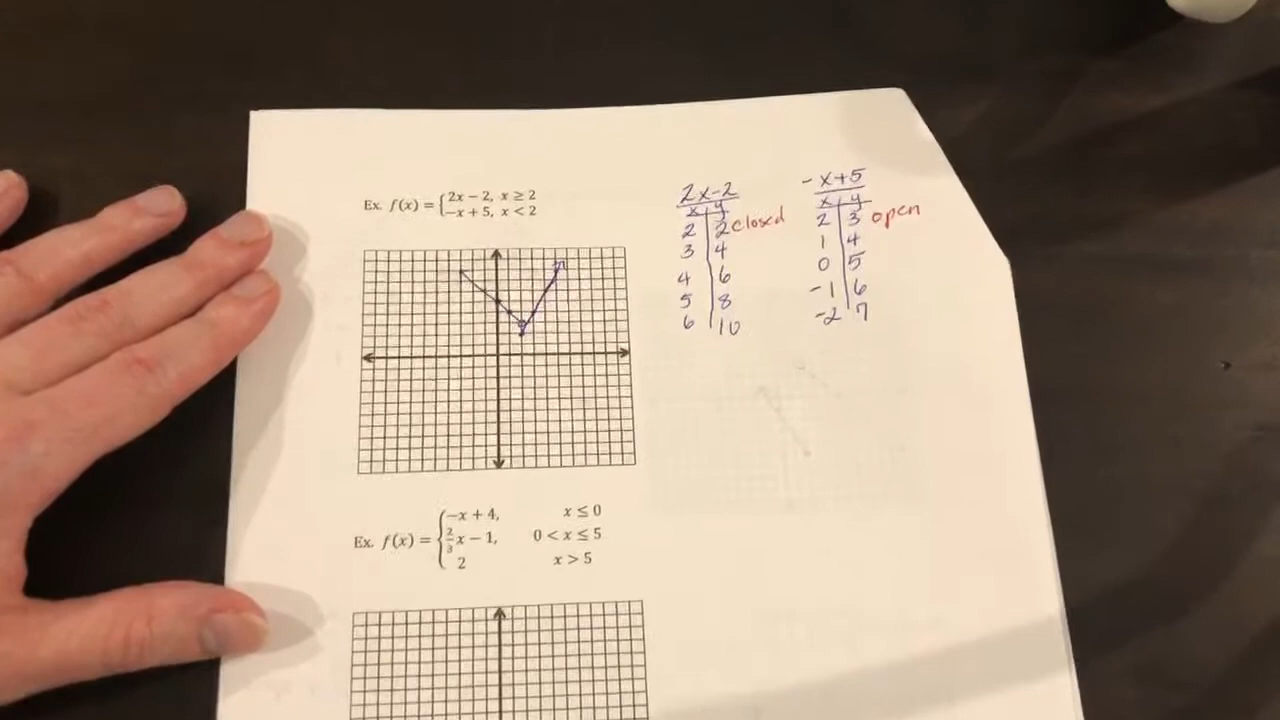 Ex. f(x) = {2x − 2, x ≥ 2
−x + 5, x < 2
2x-2
x y
2 2 closed
3 4
4 6
5 8
6 10
-x+5
x y
2 3 open
1 4
0 5
-1 6
-2 7
Ex. f(x) = {−x + 4, x ≤ 0
2/3x − 1, 0 < x ≤ 5
2 x > 5